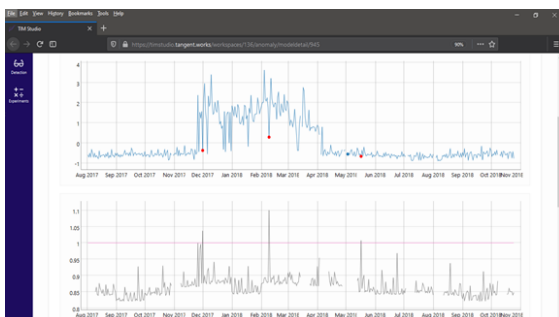 File Edit View History Bookmarks Tools Help
TIM Studio
https://timstudio.tangent.works/workspaces/136/anomaly/modeldetail/945
90%
Detection
Experiments
4
3
2
1
0
-1
Aug 2017 Sep 2017 Oct 2017 Nov 2017 Dec 2017 Jan 2018 Feb 2018 Mar 2018 Apr 2018 May 2018 Jun 2018 Jul 2018 Aug 2018 Sep 2018 Oct 2018 Nov 2018
1.1
1.05
1
0.95
0.9
0.85
0.8
Aug 2017 Sep 2017 Oct 2017 Nov 2017 Dec 2017 Jan 2018 Feb 2018 Mar 2018 Apr 2018 May 2018 Jun 2018 Jul 2018 Aug 2018 Sep 2018 Oct 2018 Nov 2018